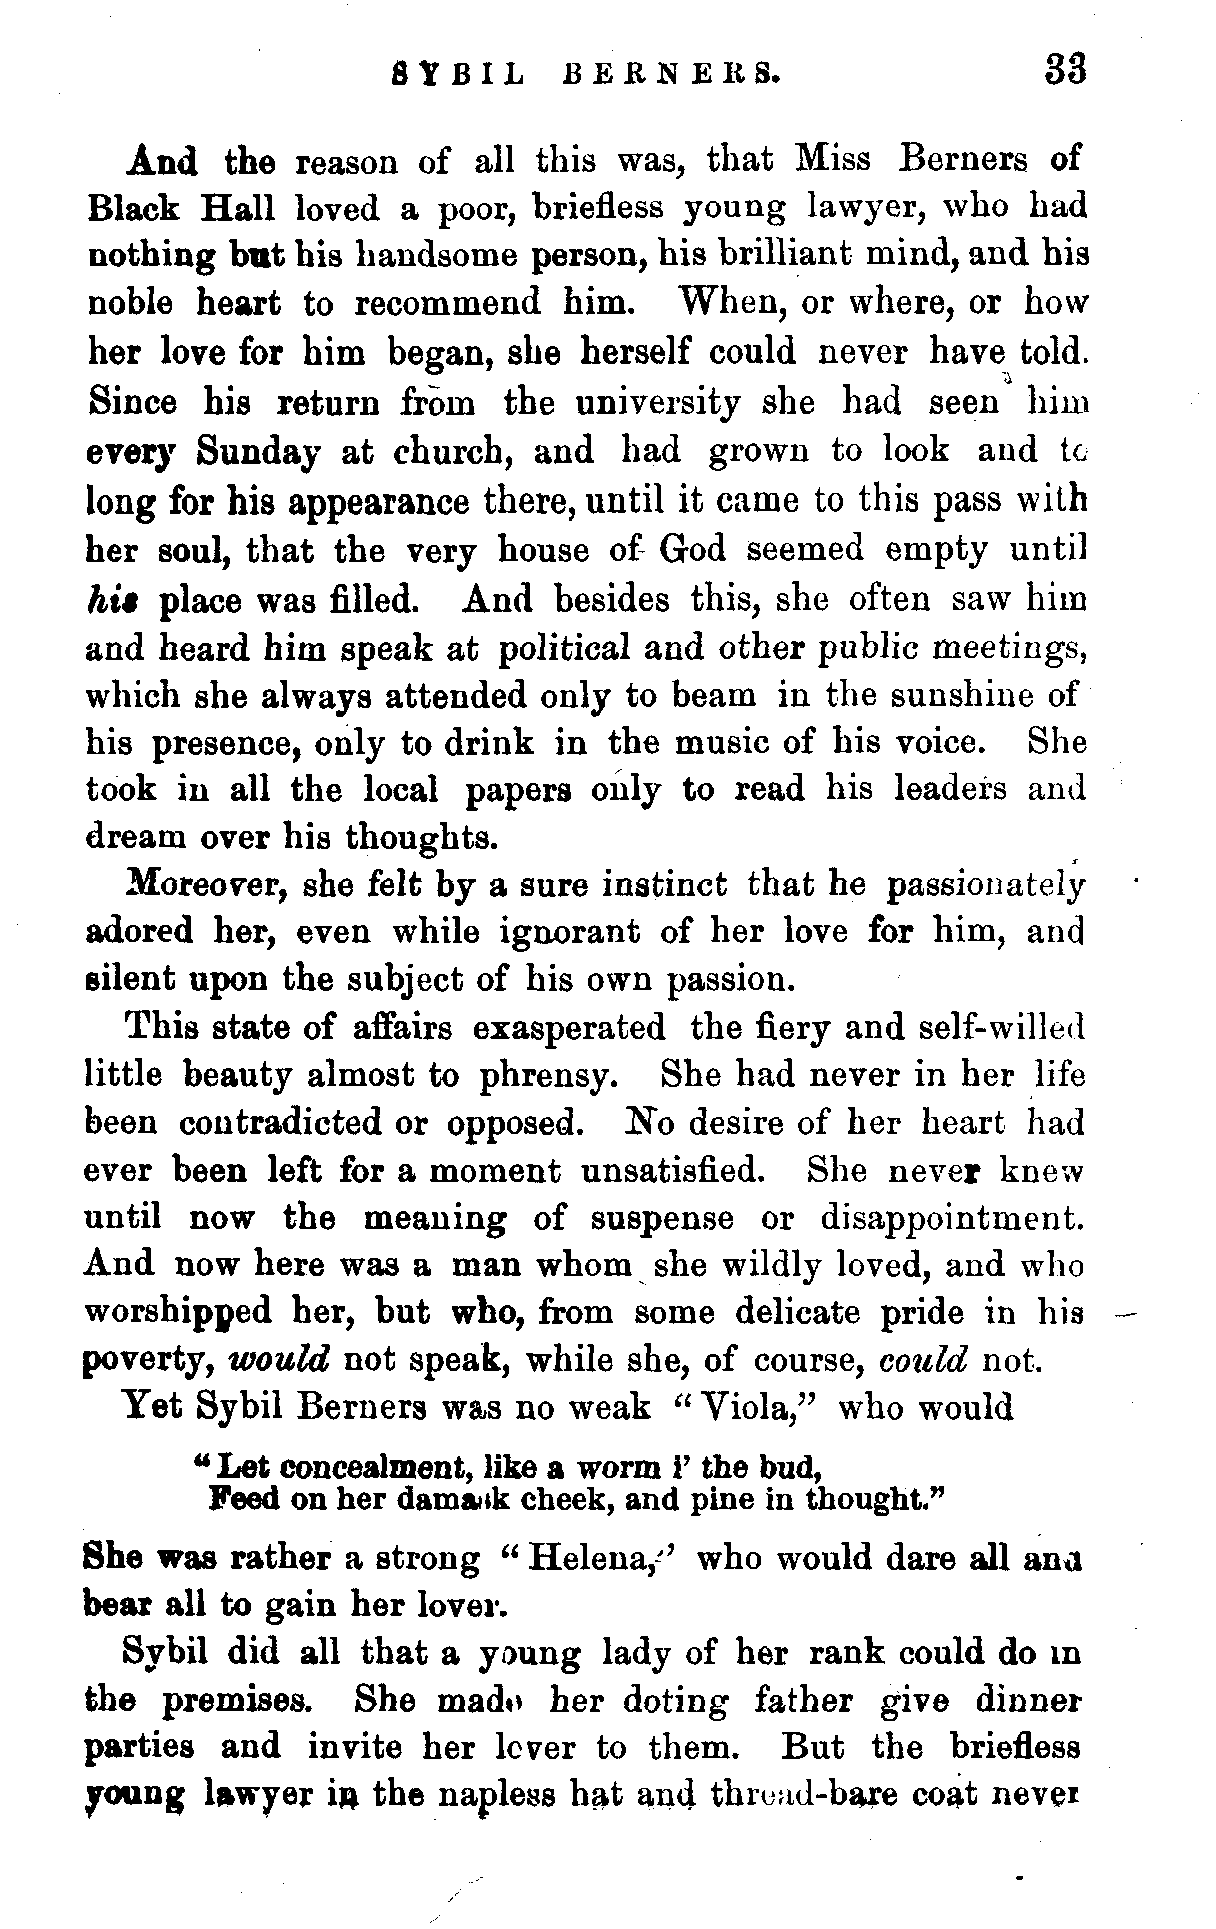 SYBIL BERNERS. 33
And the reason of all this was, that Miss Berners of
Black Hall loved a poor, briefless young lawyer, who had
nothing but his handsome person, his brilliant mind, and his
noble heart to recommend him. When, or where, or how
her love for him began, she herself could never have told.
Since his return from the university she had seen him
every Sunday at church, and had grown to look and to
long for his appearance there, until it came to this pass with
her soul, that the very house of God seemed empty until
his place was filled. And besides this, she often saw him
and heard him speak at political and other public meetings,
which she always attended only to beam in the sunshine of
his presence, only to drink in the music of his voice. She
took in all the local papers only to read his leaders and
dream over his thoughts.
Moreover, she felt by a sure instinct that he passionately
adored her, even while ignorant of her love for him, and
silent upon the subject of his own passion.
This state of affairs exasperated the fiery and self-willed
little beauty almost to phrensy. She had never in her life
been contradicted or opposed. No desire of her heart had
ever been left for a moment unsatisfied. She never knew
until now the meaning of suspense or disappointment.
And now here was a man whom she wildly loved, and who
worshipped her, but who, from some delicate pride in his
poverty, would not speak, while she, of course, could not.
Yet Sybil Berners was no weak "Viola," who would
"Let concealment, like a worm i' the bud,
Feed on her damask cheek, and pine in thought."
She was rather a strong "Helena," who would dare all and
bear all to gain her lover.
Sybil did all that a young lady of her rank could do in
the premises. She made her doting father give dinner
parties and invite her lover to them. But the briefless
young lawyer in the napless hat and thread-bare coat never